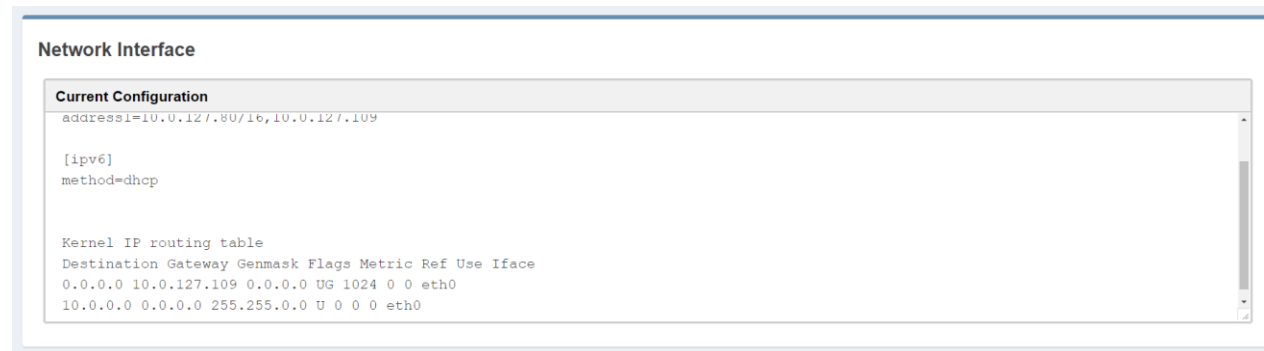 Network Interface
Current Configuration
address1=10.0.127.80/16,10.0.127.109
[ipv6]
method=dhcp
Kernel IP routing table
Destination Gateway Genmask Flags Metric Ref Use Iface
0.0.0.0 10.0.127.109 0.0.0.0 UG 1024 0 0 eth0
10.0.0.0 0.0.0.0 255.255.0.0 U 0 0 0 eth0